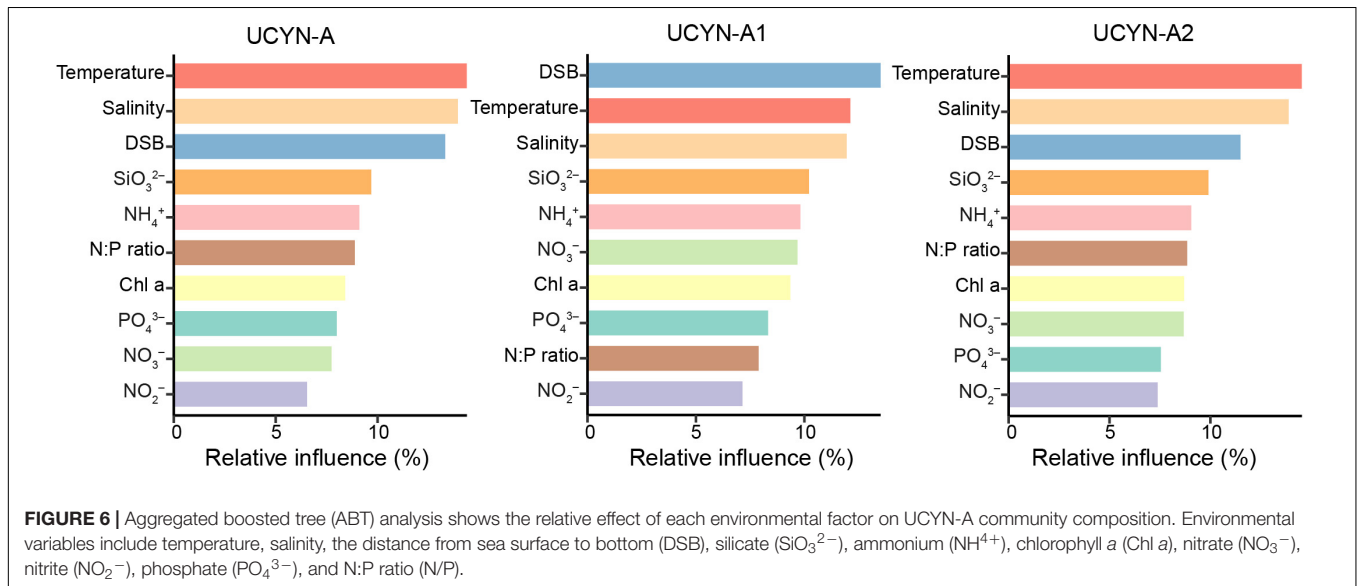 UCYN-A
Temperature
Salinity
DSB
SiO₃²⁻
NH₄⁺
N:P ratio
Chl a
PO₄³⁻
NO₃⁻
NO₂⁻
0 5 10
Relative influence (%)
UCYN-A1
DSB
Temperature
Salinity
SiO₃²⁻
NH₄⁺
NO₃⁻
Chl a
PO₄³⁻
N:P ratio
NO₂⁻
0 5 10
Relative influence (%)
UCYN-A2
Temperature
Salinity
DSB
SiO₃²⁻
NH₄⁺
N:P ratio
Chl a
NO₃⁻
PO₄³⁻
NO₂⁻
0 5 10
Relative influence (%)
FIGURE 6 | Aggregated boosted tree (ABT) analysis shows the relative effect of each environmental factor on UCYN-A community composition. Environmental
variables include temperature, salinity, the distance from sea surface to bottom (DSB), silicate (SiO₃²⁻), ammonium (NH⁴⁺), chlorophyll a (Chl a), nitrate (NO₃⁻),
nitrite (NO₂⁻), phosphate (PO₄³⁻), and N:P ratio (N/P).